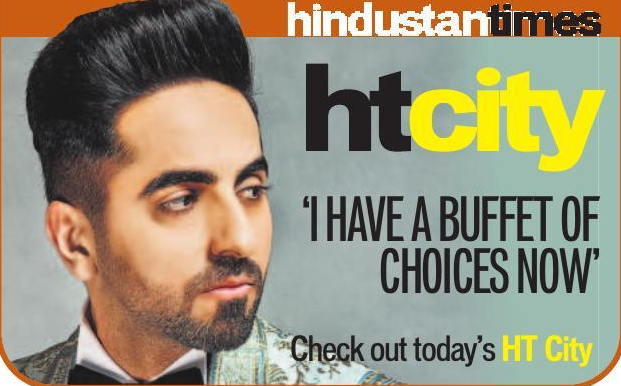 hindustantimes
htcity
‘I HAVE A BUFFET OF
CHOICES NOW’
Check out today’s HT City